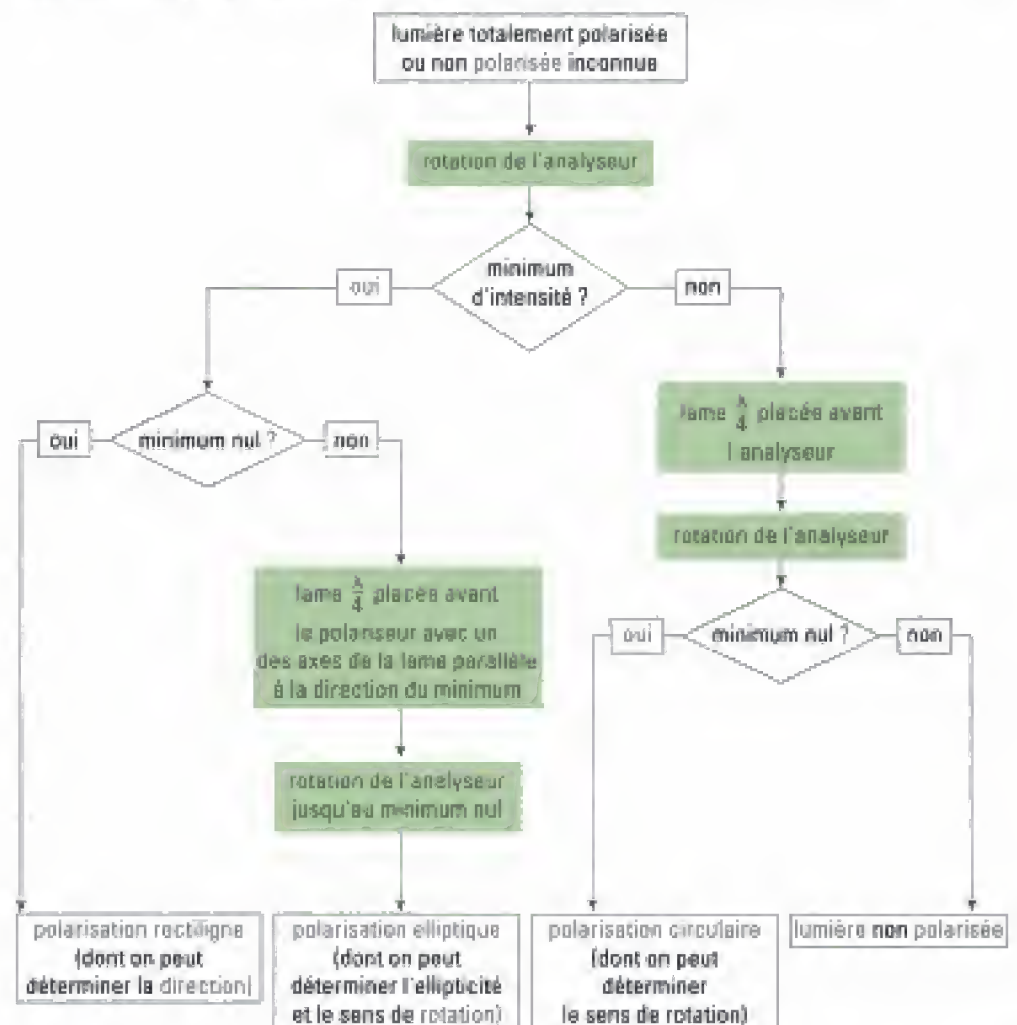 lumière totalement polarisée
ou non polarisée inconnue
rotation de l'analyseur
minimum
d'intensité ?
oui
non
lame λ/4 placée avant
l'analyseur
oui
minimum nul ?
non
rotation de l'analyseur
lame λ/4 placée avant
le polariseur avec un
des axes de la lame parallèle
à la direction du minimum
oui
minimum nul ?
non
rotation de l'analyseur
jusqu'au minimum nul
polarisation rectiligne
(dont on peut
déterminer la direction)
polarisation elliptique
(dont on peut
déterminer l'ellipticité
et le sens de rotation)
polarisation circulaire
(dont on peut
déterminer
le sens de rotation)
lumière non polarisée